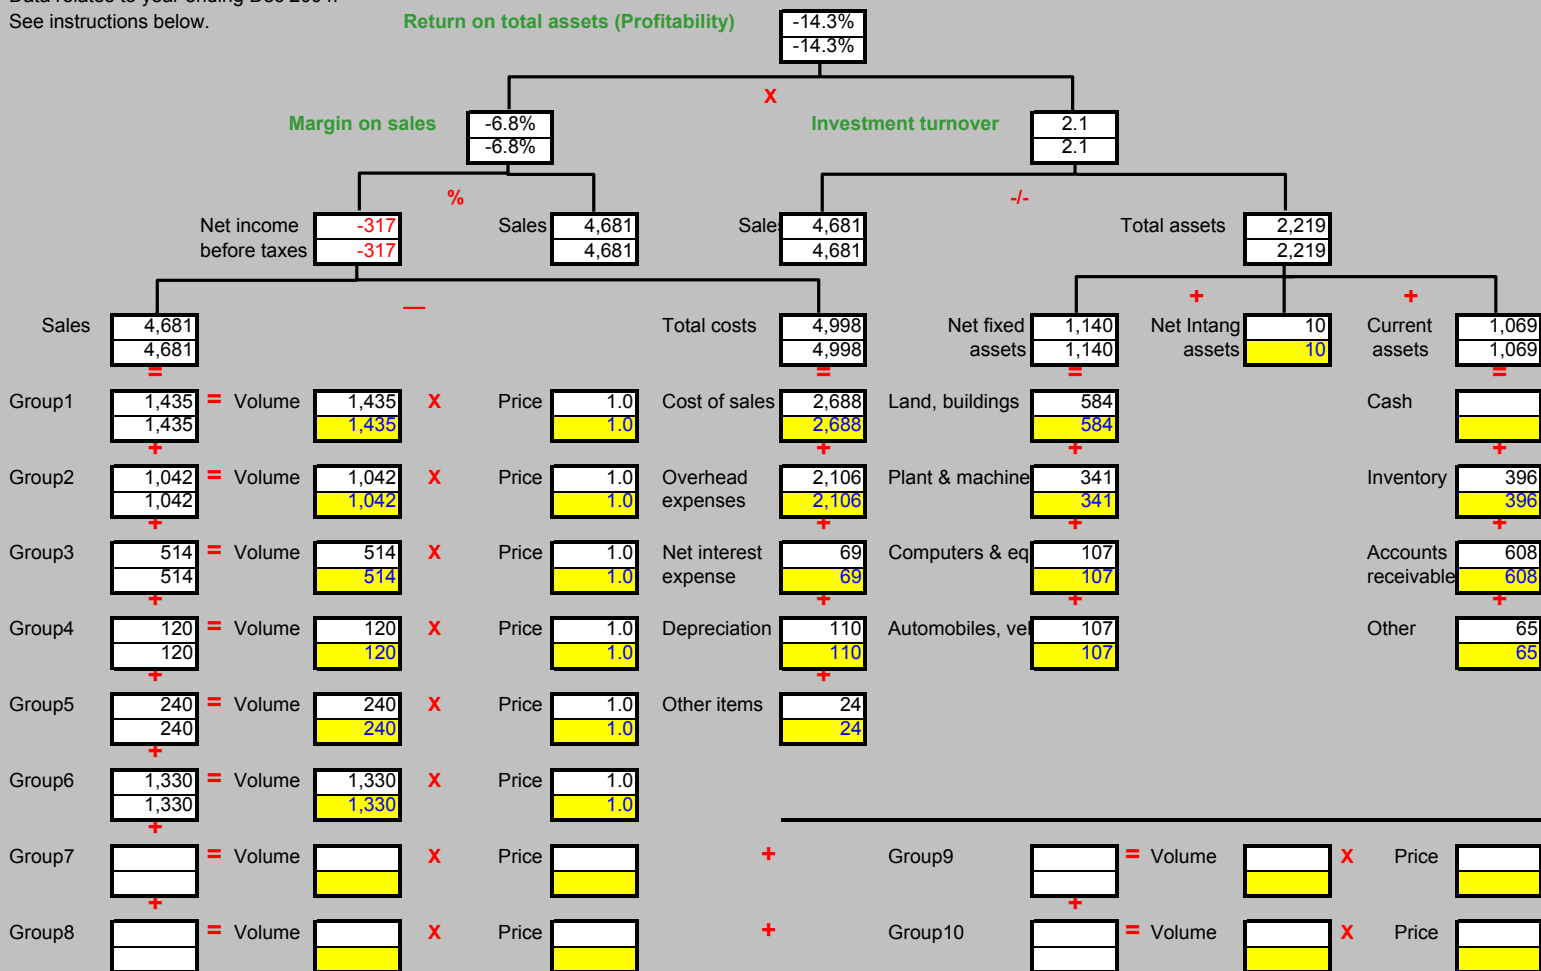 See instructions below.
Return on total assets (Profitability) -14.3%
-14.3%
X
Margin on sales -6.8% Investment turnover 2.1
-6.8% 2.1
% -/-
Net income -317 Sales 4,681 Sale 4,681 Total assets 2,219
before taxes -317 4,681 4,681 2,219
— + +
Sales 4,681 Total costs 4,998 Net fixed 1,140 Net Intang 10 Current 1,069
4,681 4,998 assets 1,140 assets 10 assets 1,069
= = = =
Group1 1,435 = Volume 1,435 X Price 1.0 Cost of sales 2,688 Land, buildings 584 Cash
1,435 1,435 1.0 2,688 584
+ + + +
Group2 1,042 = Volume 1,042 X Price 1.0 Overhead 2,106 Plant & machine 341 Inventory 396
1,042 1,042 1.0 expenses 2,106 341 396
+ + + +
Group3 514 = Volume 514 X Price 1.0 Net interest 69 Computers & eq 107 Accounts 608
514 514 1.0 expense 69 107 receivable 608
+ + + +
Group4 120 = Volume 120 X Price 1.0 Depreciation 110 Automobiles, vel 107 Other 65
120 120 1.0 110 107 65
+ +
Group5 240 = Volume 240 X Price 1.0 Other items 24
240 240 1.0 24
+
Group6 1,330 = Volume 1,330 X Price 1.0
1,330 1,330 1.0
+
Group7 = Volume X Price + Group9 = Volume X Price
+ +
Group8 = Volume X Price + Group10 = Volume X Price